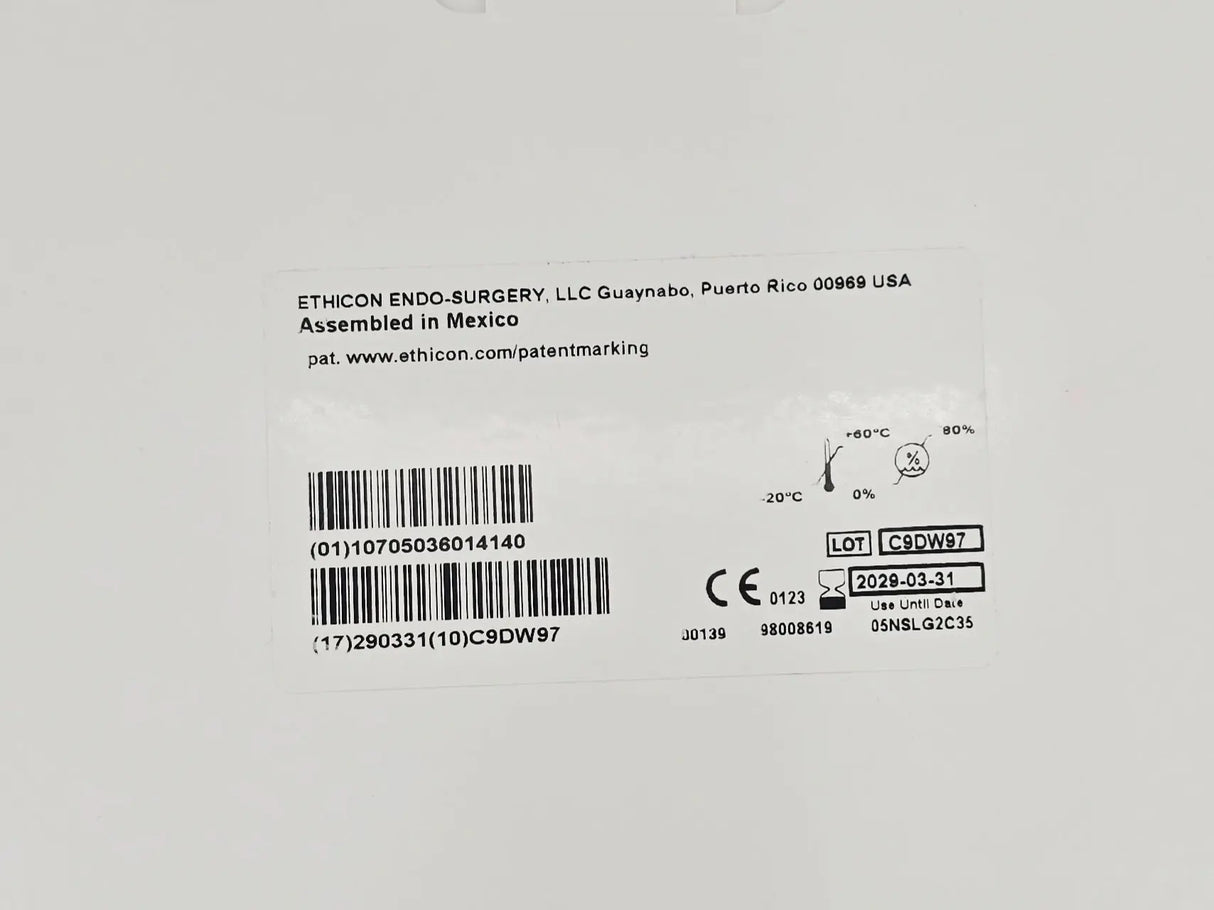 ETHICON ENDO-SURGERY, LLC Guaynabo, Puerto Rico 00969 USA
Assembled in Mexico
pat. www.ethicon.com/patentmarking
+60°C
80%
%
-20°C
0%
(01)10705036014140
LOT C9DW97
CE 0123
2029-03-31
Use Until Date
(17)290331(10)C9DW97
00139 98008619 05NSLG2C35